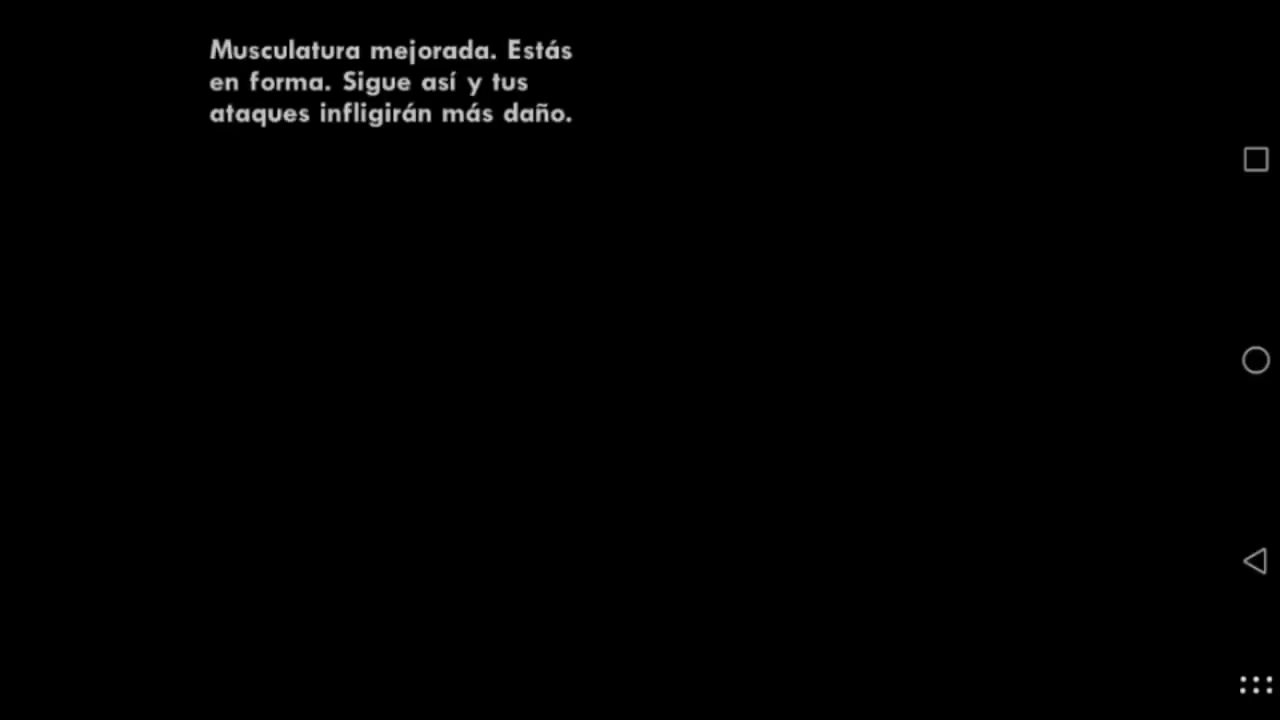 Musculatura mejorada. Estás
en forma. Sigue así y tus
ataques infligirán más daño.